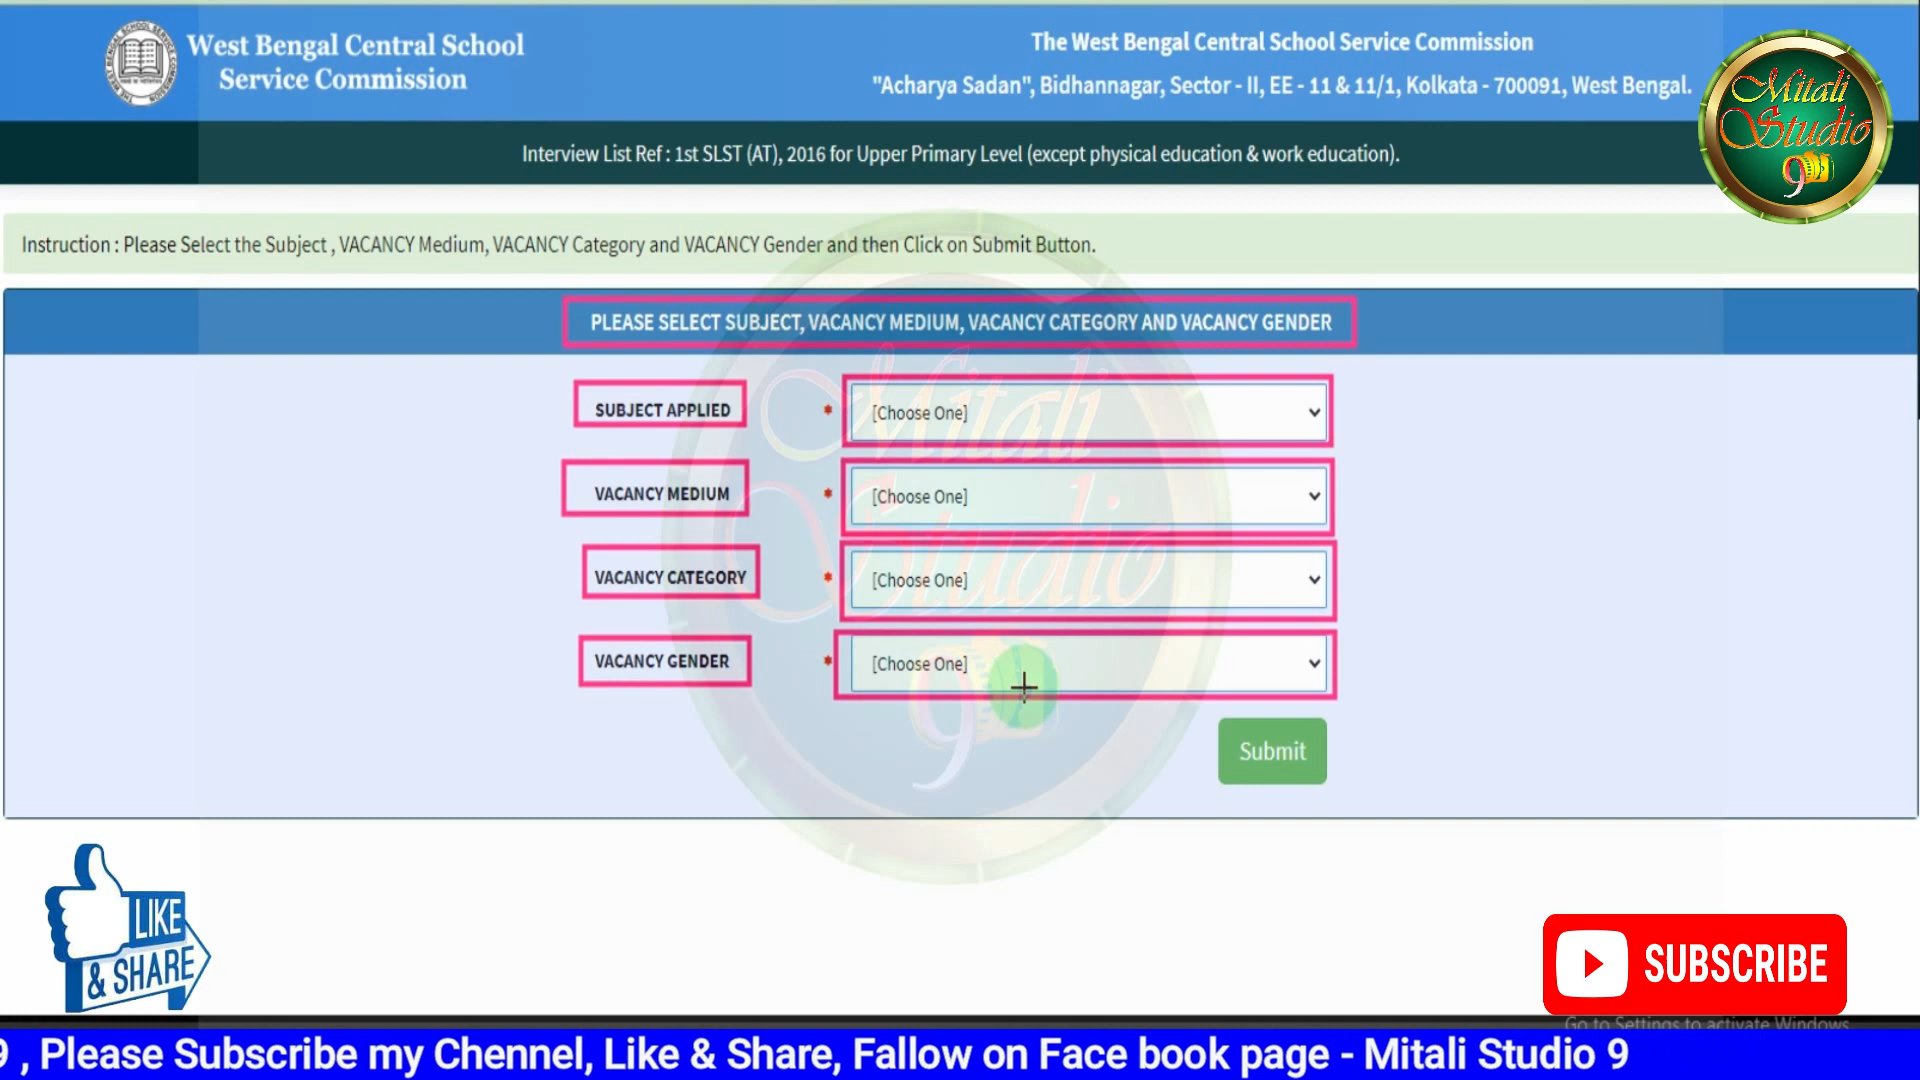 West Bengal Central School
Service Commission
The West Bengal Central School Service Commission
"Acharya Sadan", Bidhannagar, Sector - II, EE - 11 & 11/1, Kolkata - 700091, West Bengal.
Mitali
Studio
9
Interview List Ref : 1st SLST (AT), 2016 for Upper Primary Level (except physical education & work education).
Instruction : Please Select the Subject , VACANCY Medium, VACANCY Category and VACANCY Gender and then Click on Submit Button.
PLEASE SELECT SUBJECT, VACANCY MEDIUM, VACANCY CATEGORY AND VACANCY GENDER
SUBJECT APPLIED * [Choose One]
VACANCY MEDIUM * [Choose One]
VACANCY CATEGORY * [Choose One]
VACANCY GENDER * [Choose One]
Mitali
Studio
9
Submit
LIKE
& SHARE
SUBSCRIBE
Go to Settings to activate Windows
9 , Please Subscribe my Chennel, Like & Share, Fallow on Face book page - Mitali Studio 9